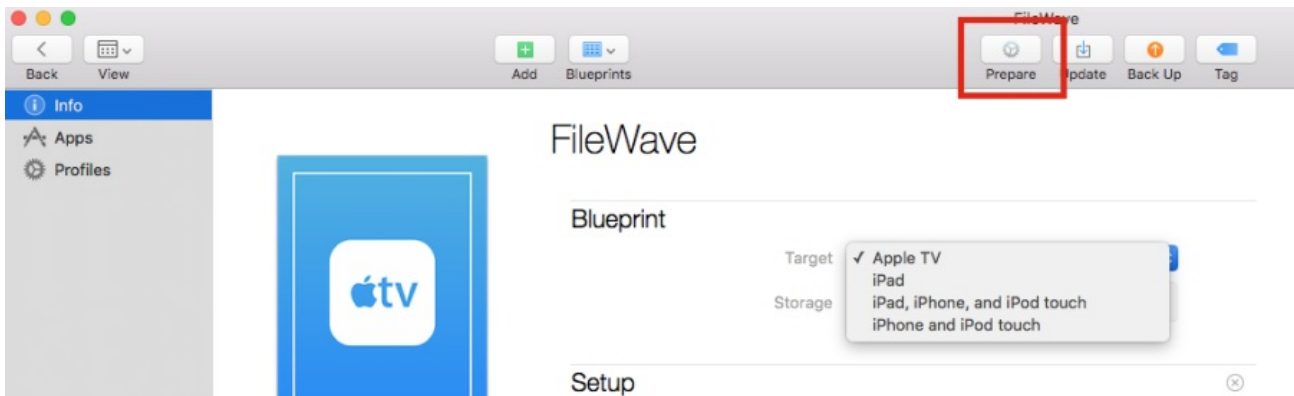 FileWave
Back View Add Blueprints Prepare Update Back Up Tag
Info
Apps
Profiles
FileWave
Blueprint
Target ✓ Apple TV
iPad
Storage iPad, iPhone, and iPod touch
iPhone and iPod touch
tv
Setup